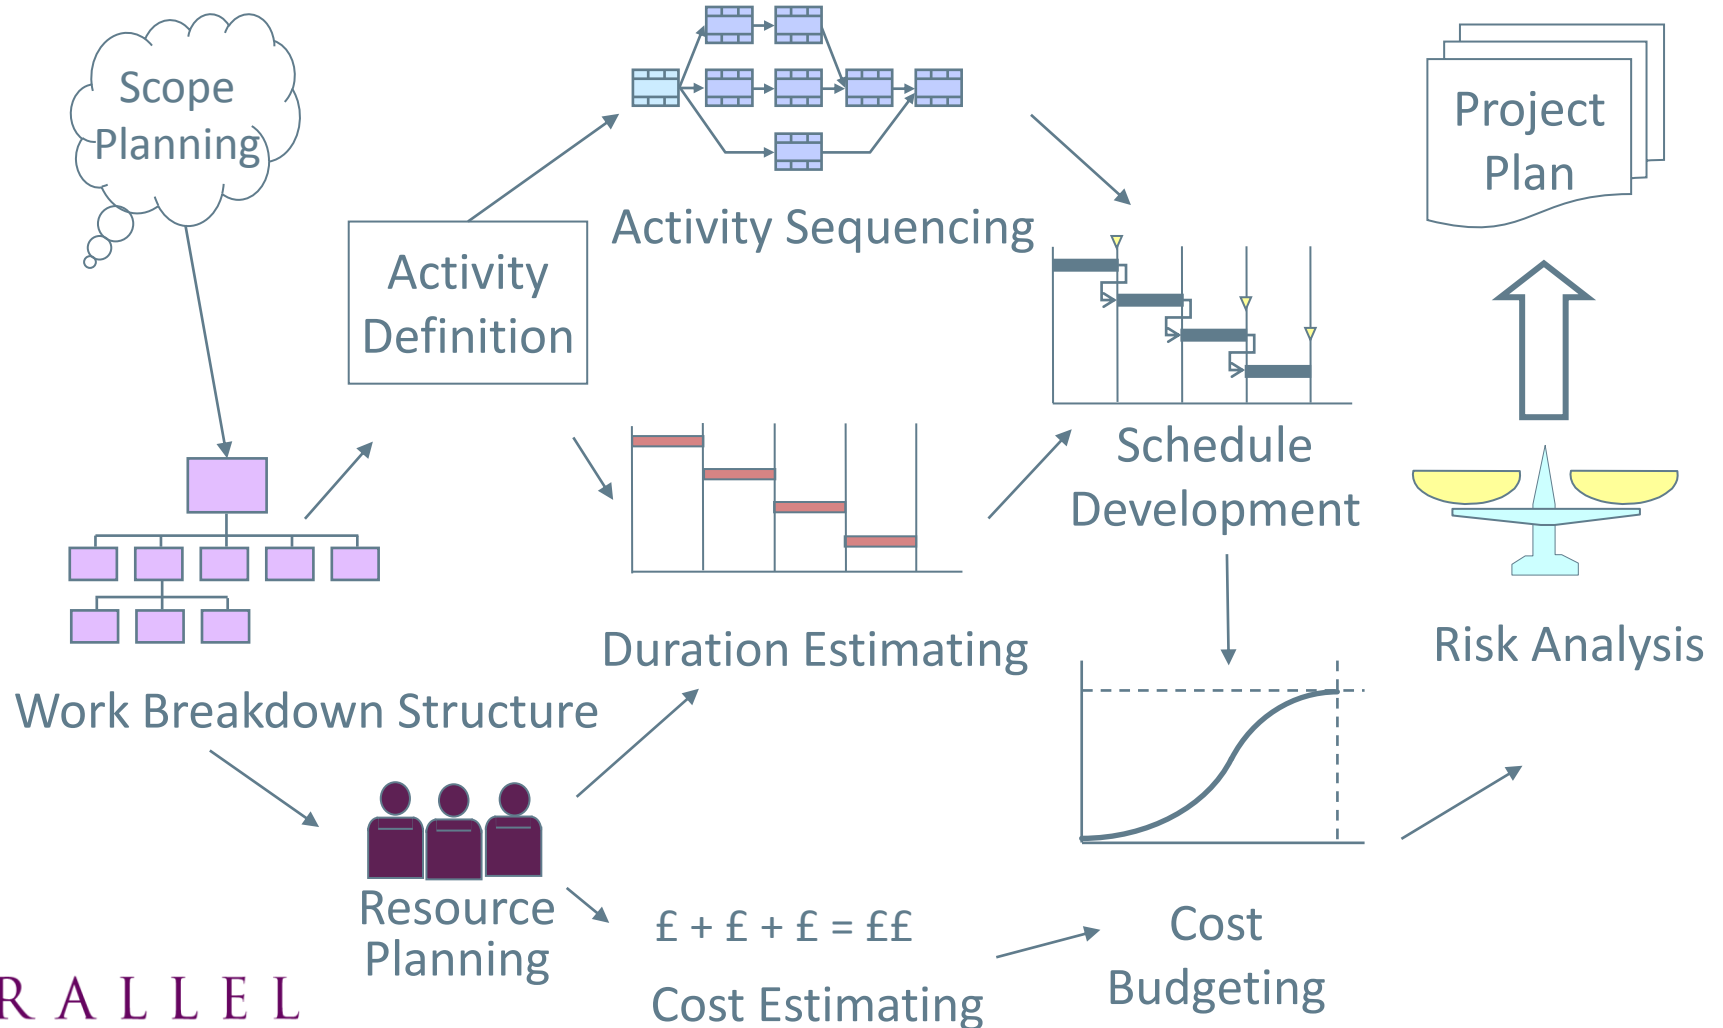 Scope
Planning
Activity
Definition
Activity Sequencing
Project
Plan
Schedule
Development
Duration Estimating
Risk Analysis
Work Breakdown Structure
Resource
Planning
£ + £ + £ = ££
Cost Estimating
Cost
Budgeting
RALLEL